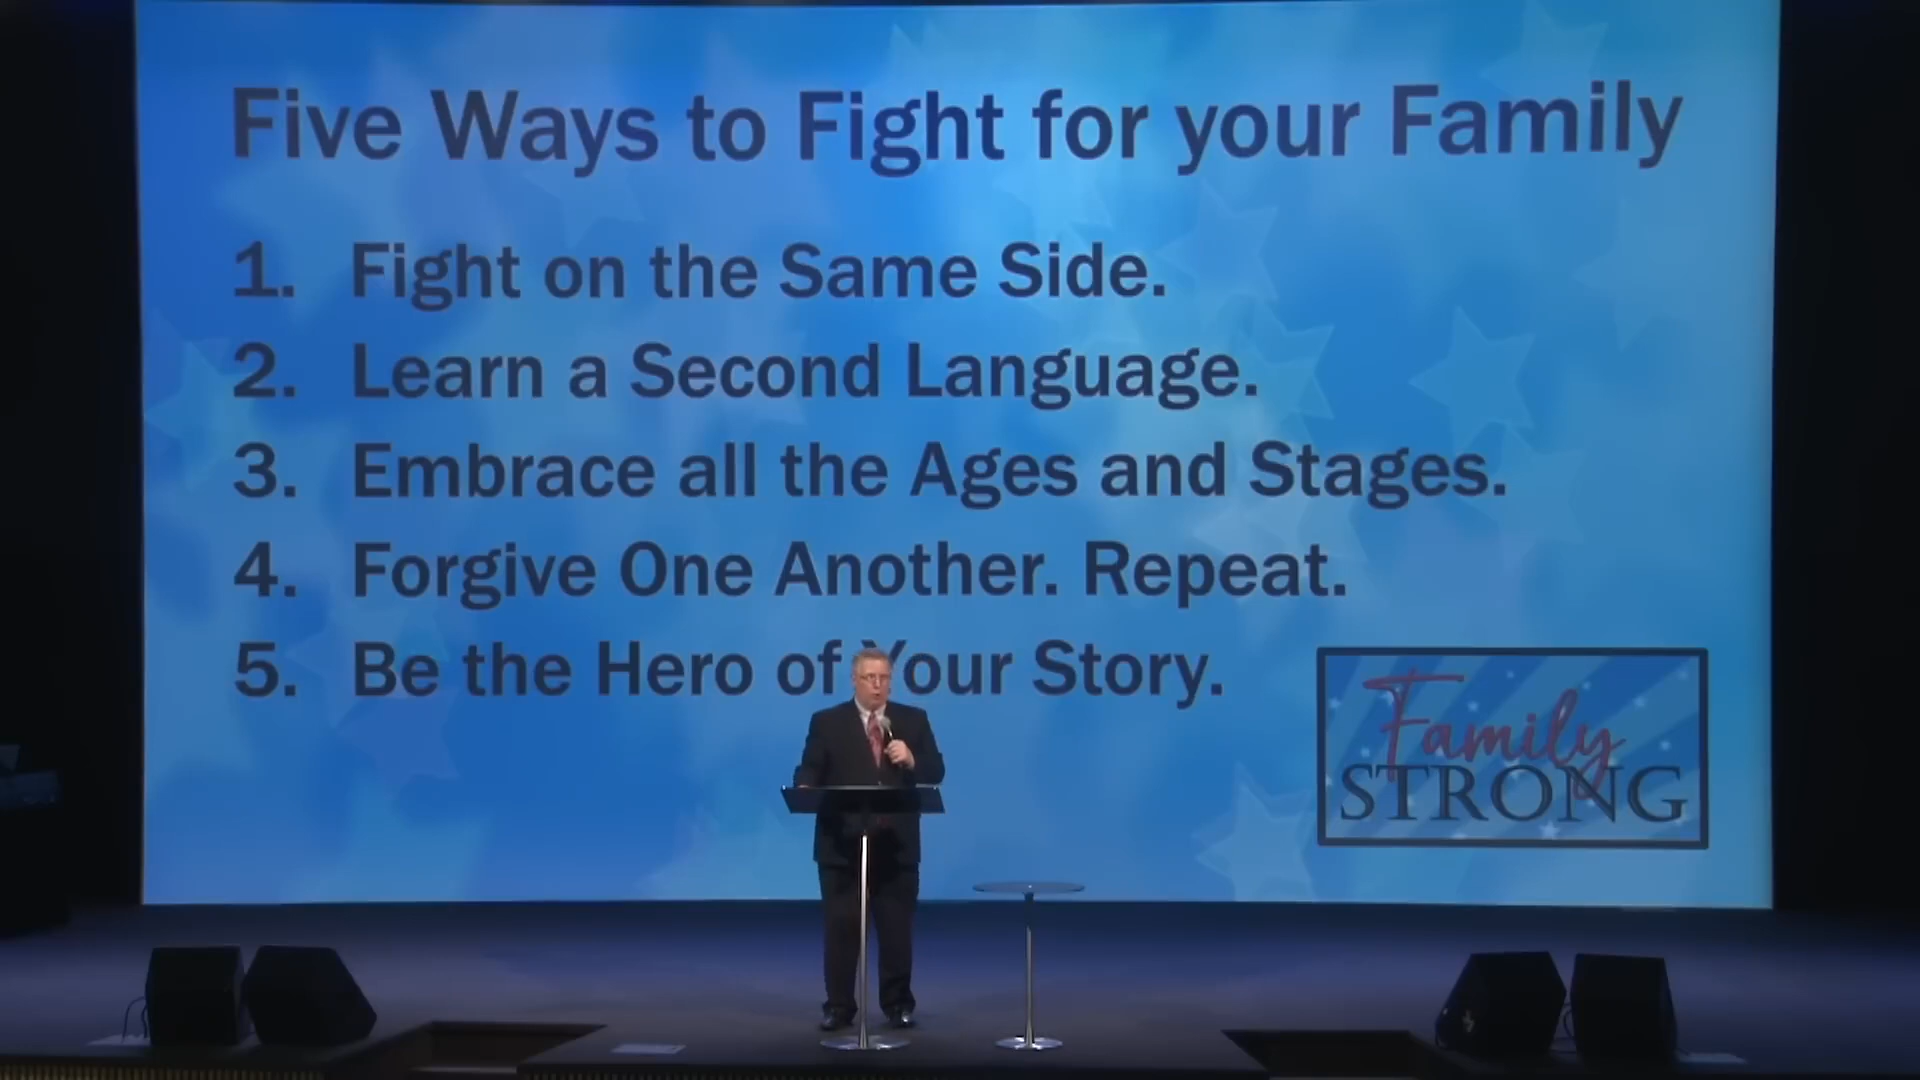 Five Ways to Fight for your Family
1. Fight on the Same Side.
2. Learn a Second Language.
3. Embrace all the Ages and Stages.
4. Forgive One Another. Repeat.
5. Be the Hero of Your Story.
Family
STRONG